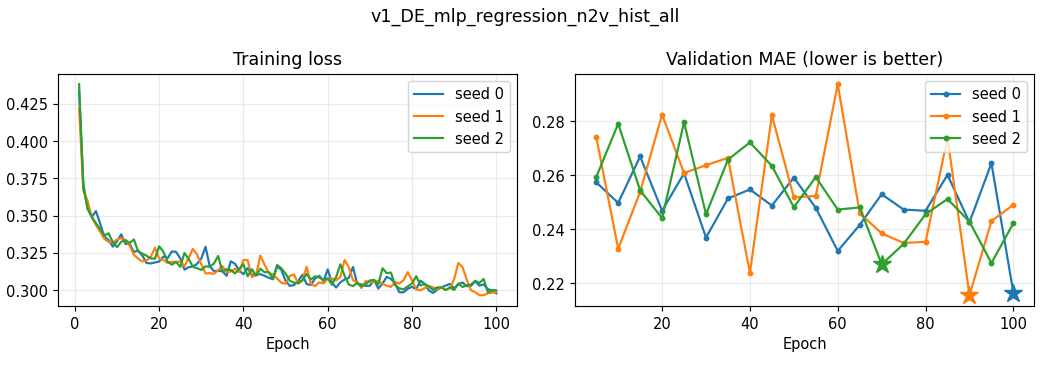 v1_DE_mlp_regression_n2v_hist_all
Training loss
0.425
0.400
0.375
0.350
0.325
0.300
0
20
40
60
80
100
Epoch
seed 0
seed 1
seed 2
Validation MAE (lower is better)
0.28
0.26
0.24
0.22
20
40
60
80
100
Epoch
seed 0
seed 1
seed 2